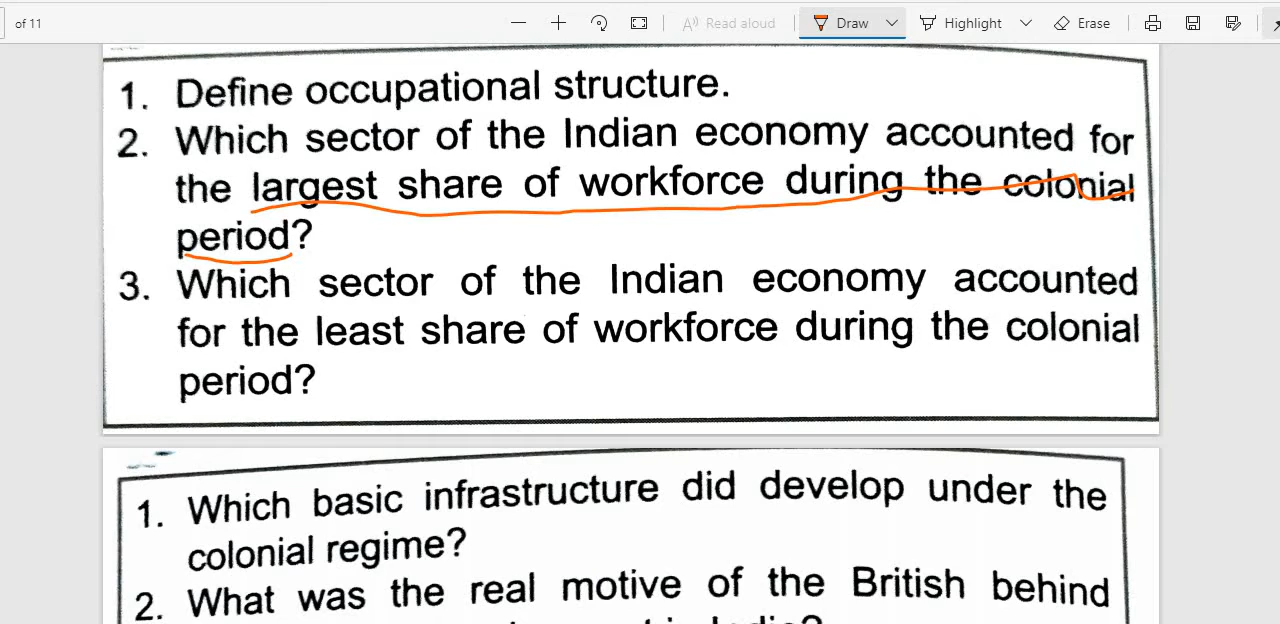 of 11
Read aloud
Draw
Highlight
Erase
1. Define occupational structure.
2. Which sector of the Indian economy accounted for
the largest share of workforce during the colonial
period?
3. Which sector of the Indian economy accounted
for the least share of workforce during the colonial
period?
1. Which basic infrastructure did develop under the
colonial regime?
2. What was the real motive of the British behind